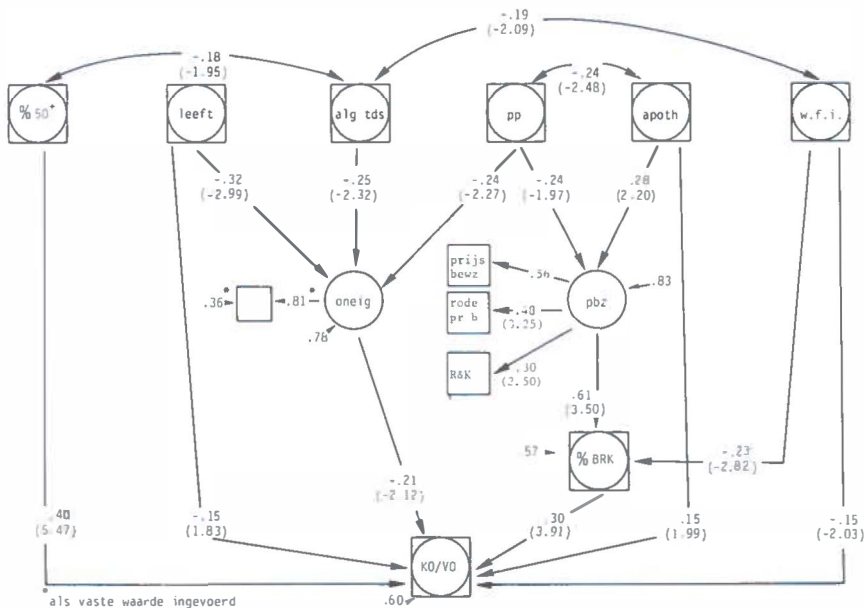 -.19
(-2.09)
-.18
(-1.95)
-.24
(-2.48)
% 50+
leeft
alg tds
pp
apoth
w.f.i.
-.32
(-2.99)
-.25
(-2.32)
-.24
(-2.27)
-.24
(-1.97)
.28
(2.20)
prijs
bewz
.56
.83
.36
.81
*
oneig
rode
pr b
.40
pbz
.78
R&K
.30
(2.50)
.61
(3.50)
.57
% BRK
-.23
(-2.82)
-.21
(-2.12)
.40
(5.47)
-.15
(1.83)
.30
(3.91)
.15
(1.99)
-.15
(-2.03)
KO/VO
.60
* als vaste waarde ingevoerd